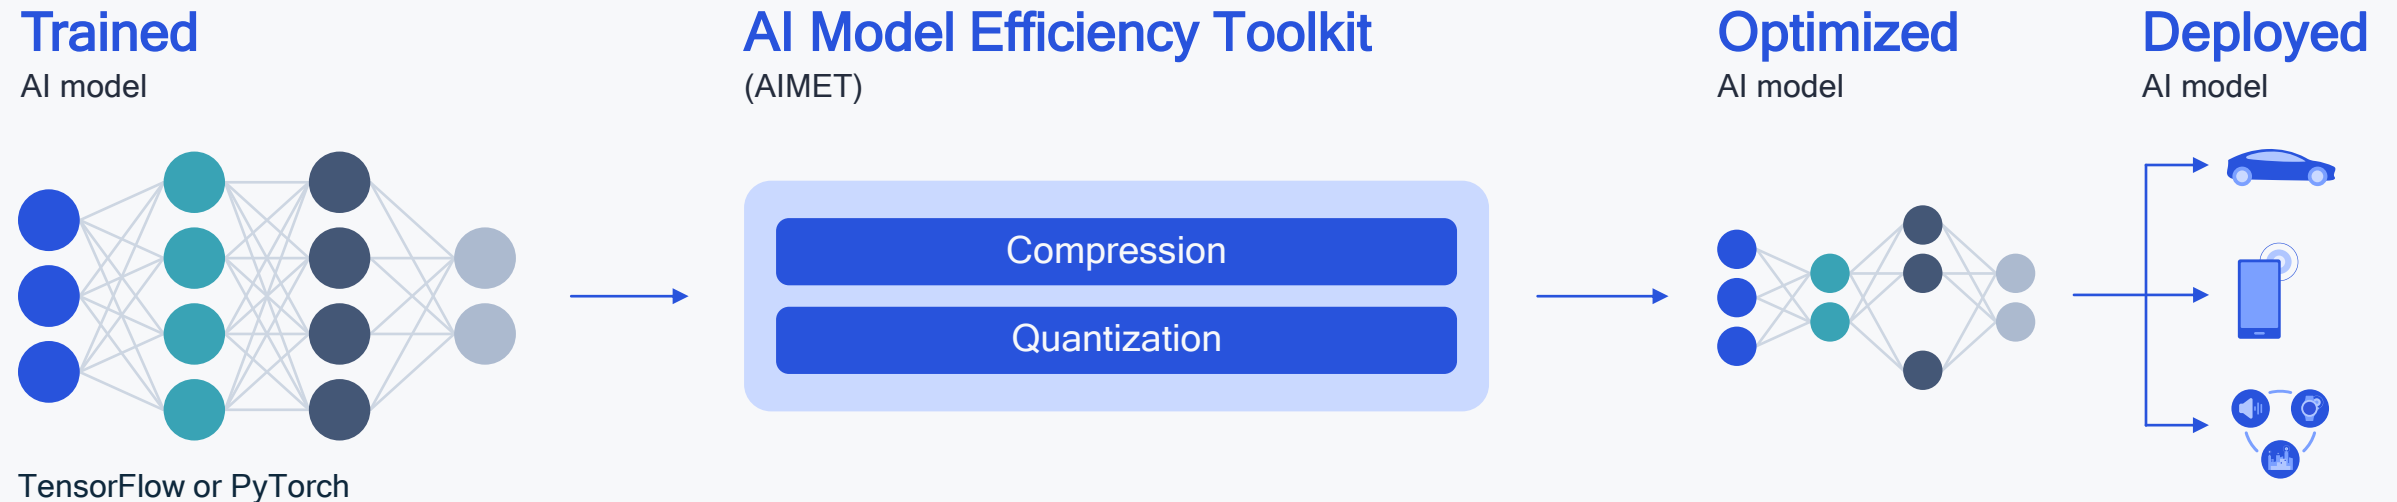 Trained
AI model
TensorFlow or PyTorch
AI Model Efficiency Toolkit
(AIMET)
Compression
Quantization
Optimized
AI model
Deployed
AI model